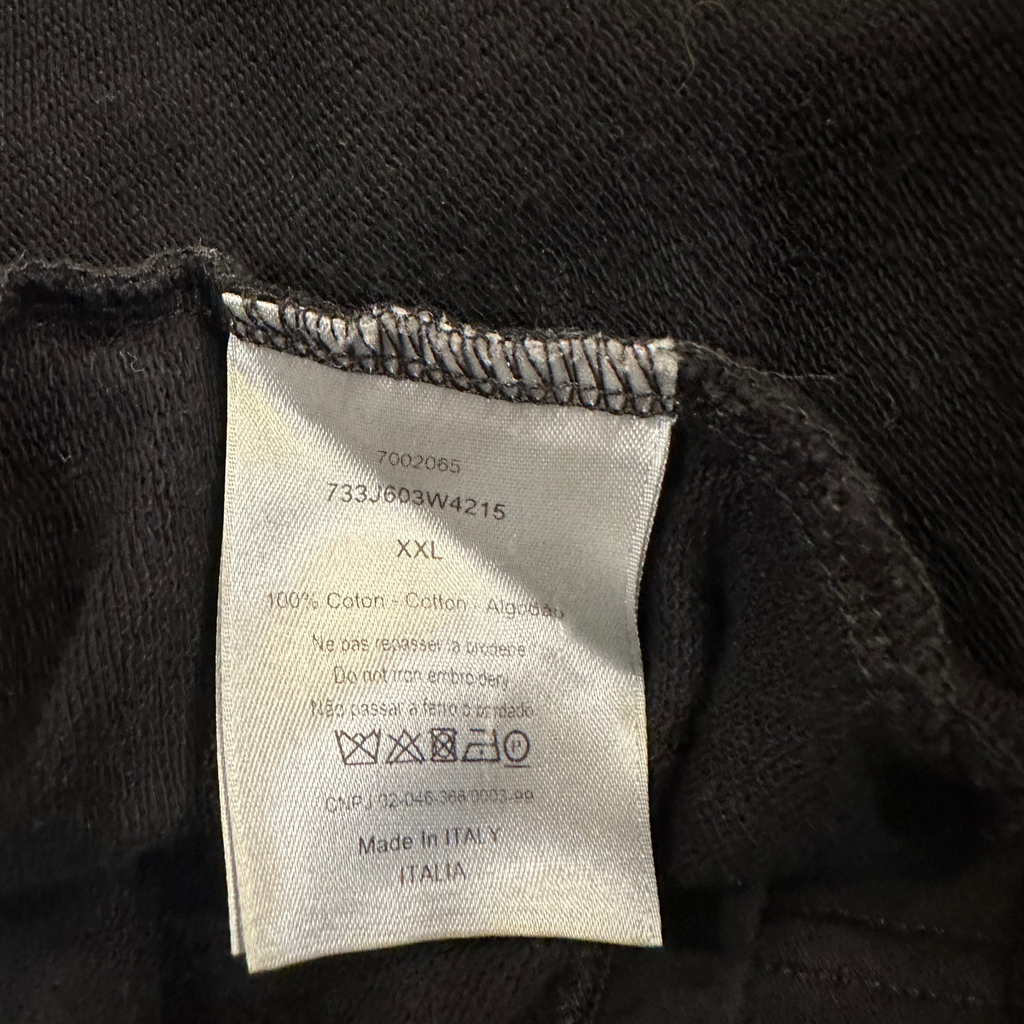 7002065
733J603W4215
XXL
100% Coton - Cotton - Algodão
Ne pas repasser la broderie
Do not iron embroidery
Não passar a ferro o bordado
CNPJ 02-046-368/0003-
Made In ITALY
ITALIA